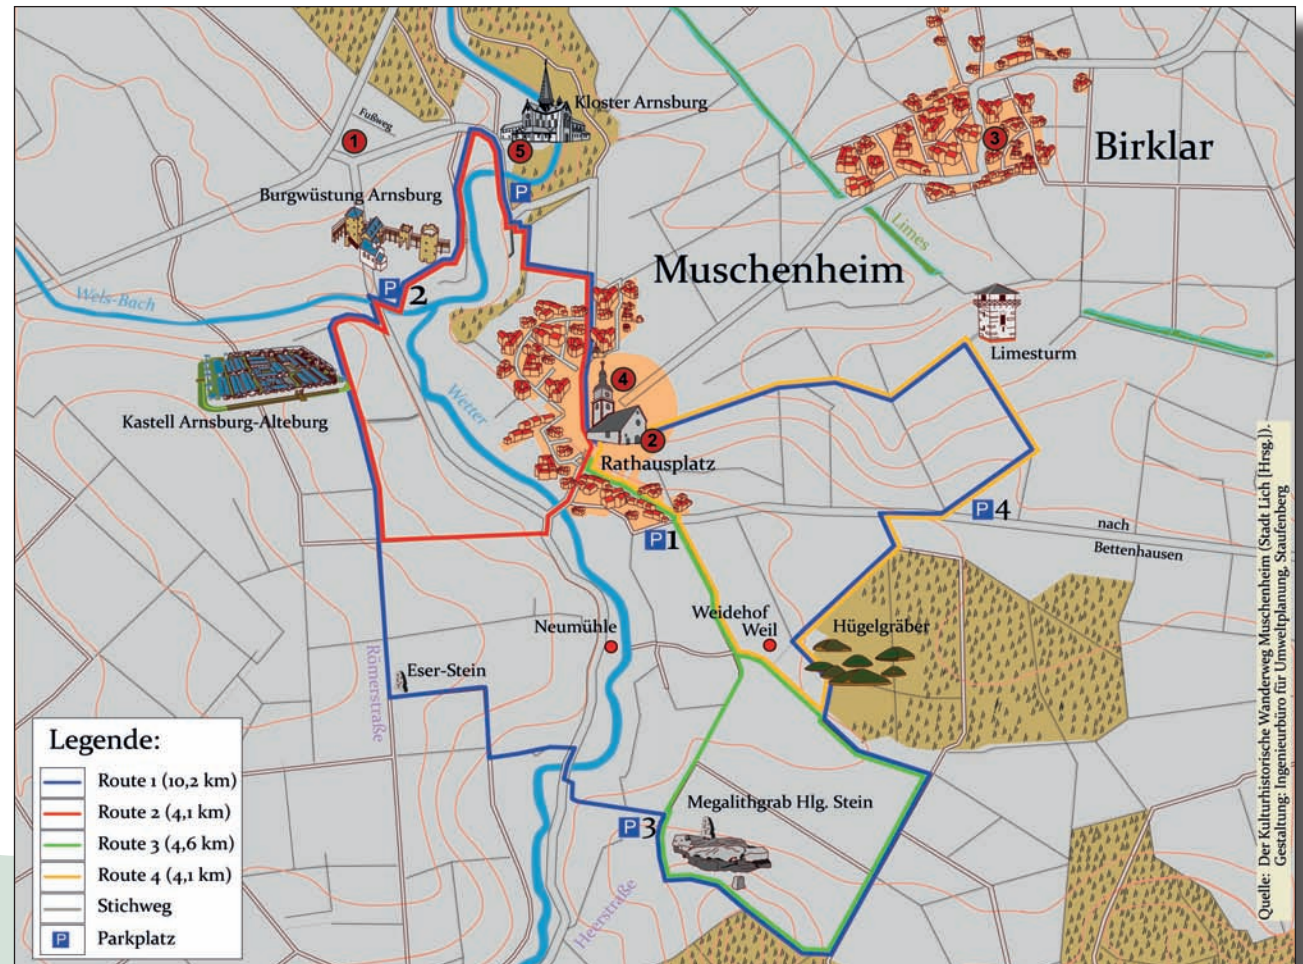 Fußweg
1
Kloster Arnsburg
5
P
3
Birklar
Burgwüstung Arnsburg
Limes
Muschenheim
Wels-Bach
P 2
Limesturm
Kastell Arnsburg-Alteburg
Wetter
4
2
Rathausplatz
P 1
P 4
nach
Bettenhausen
Neumühle
Weidehof
Weil
Hügelgräber
Römerstraße
Eser-Stein
Megalithgrab Hlg. Stein
P 3
Heerstraße
Legende:
Route 1 (10,2 km)
Route 2 (4,1 km)
Route 3 (4,6 km)
Route 4 (4,1 km)
Stichweg
P Parkplatz
Quelle: Der Kulturhistorische Wanderweg Muschenheim (Stadt Lich [Hrsg.]).
Gestaltung: Ingenieurbüro für Umweltplanung, Staufenberg